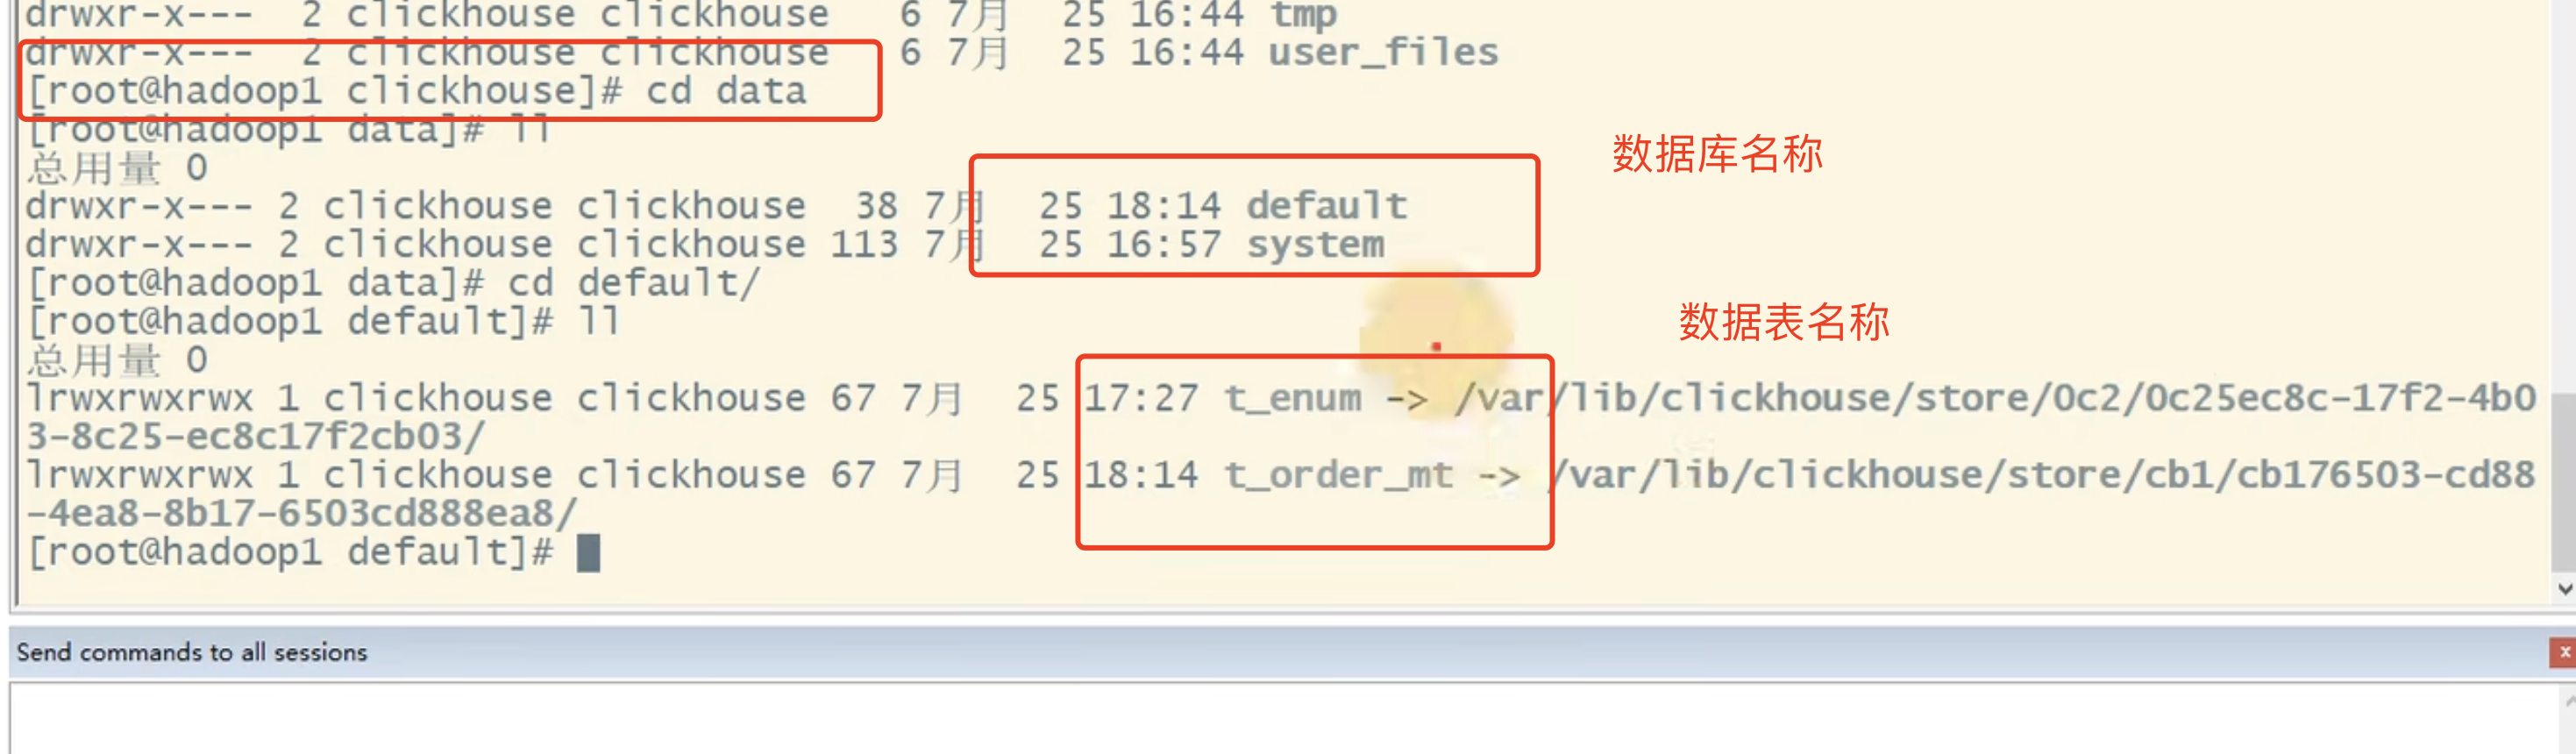 drwxr-x--- 2 clickhouse clickhouse 6 7月 25 16:44 tmp
drwxr-x--- 2 clickhouse clickhouse 6 7月 25 16:44 user_files
[root@hadoop1 clickhouse]# cd data
[root@hadoop1 data]# ll
总用量 0
drwxr-x--- 2 clickhouse clickhouse 38 7月 25 18:14 default
drwxr-x--- 2 clickhouse clickhouse 113 7月 25 16:57 system
数据库名称
[root@hadoop1 data]# cd default/
[root@hadoop1 default]# ll
数据表名称
总用量 0
lrwxrwxrwx 1 clickhouse clickhouse 67 7月 25 17:27 t_enum -> /var/lib/clickhouse/store/0c2/0c25ec8c-17f2-4b0
3-8c25-ec8c17f2cb03/
lrwxrwxrwx 1 clickhouse clickhouse 67 7月 25 18:14 t_order_mt -> /var/lib/clickhouse/store/cb1/cb176503-cd88
-4ea8-8b17-6503cd888ea8/
[root@hadoop1 default]#
Send commands to all sessions